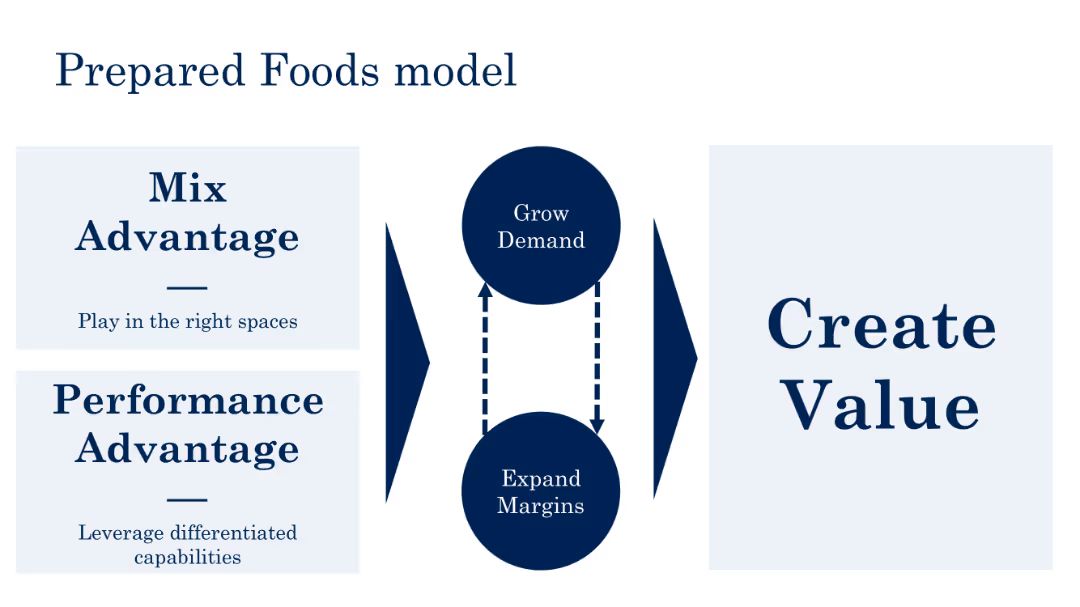 Prepared Foods model
Mix
Advantage
Play in the right spaces
Performance
Advantage
Leverage differentiated
capabilities
Grow
Demand
Expand
Margins
Create
Value